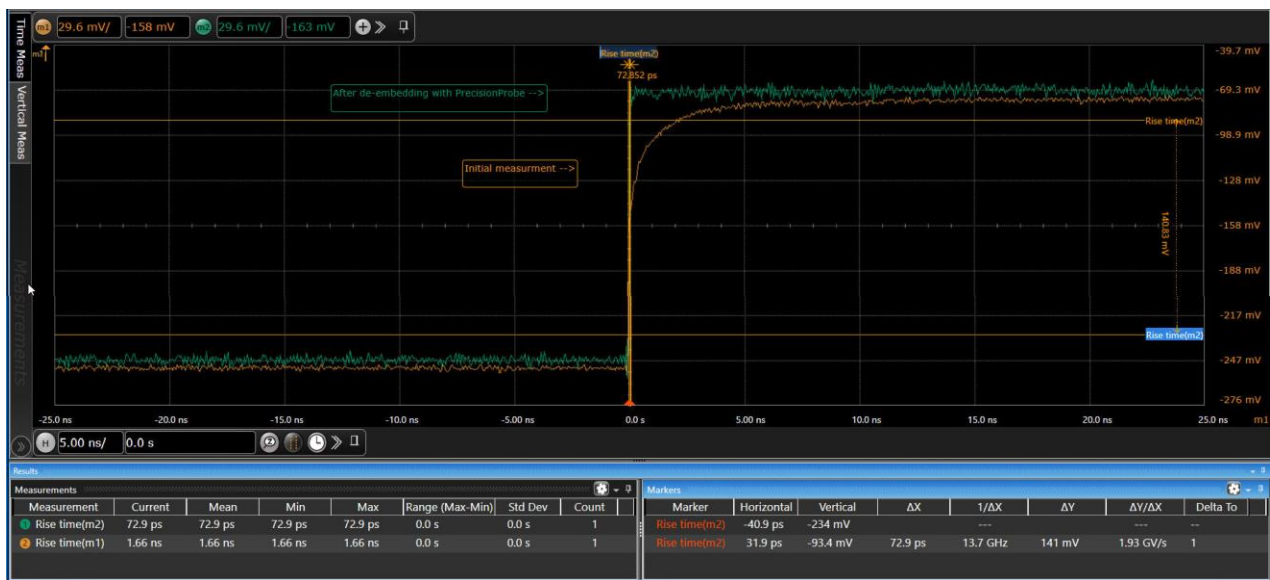 Time Meas
Vertical Meas
Measurements
m1 29.6 mV/ -158 mV m2 29.6 mV/ -163 mV
Rise time(m2)
72.852 ps
After de-embedding with PrecisionProbe -->
Initial measurment -->
Rise time(m2)
140.83 mV
Rise time(m2)
-39.7 mV
-69.3 mV
-98.9 mV
-128 mV
-158 mV
-188 mV
-217 mV
-247 mV
-276 mV
-25.0 ns -20.0 ns -15.0 ns -10.0 ns -5.00 ns 0.0 s 5.00 ns 10.0 ns 15.0 ns 20.0 ns 25.0 ns m1
H 5.00 ns/ 0.0 s
Results
Measurements
Measurement Current Mean Min Max Range (Max-Min) Std Dev Count
1 Rise time(m2) 72.9 ps 72.9 ps 72.9 ps 72.9 ps 0.0 s 0.0 s 1
2 Rise time(m1) 1.66 ns 1.66 ns 1.66 ns 1.66 ns 0.0 s 0.0 s 1
Markers
Marker Horizontal Vertical ΔX 1/ΔX ΔY ΔY/ΔX Delta To
Rise time(m2) -40.9 ps -234 mV --- --- --
Rise time(m2) 31.9 ps -93.4 mV 72.9 ps 13.7 GHz 141 mV 1.93 GV/s 1